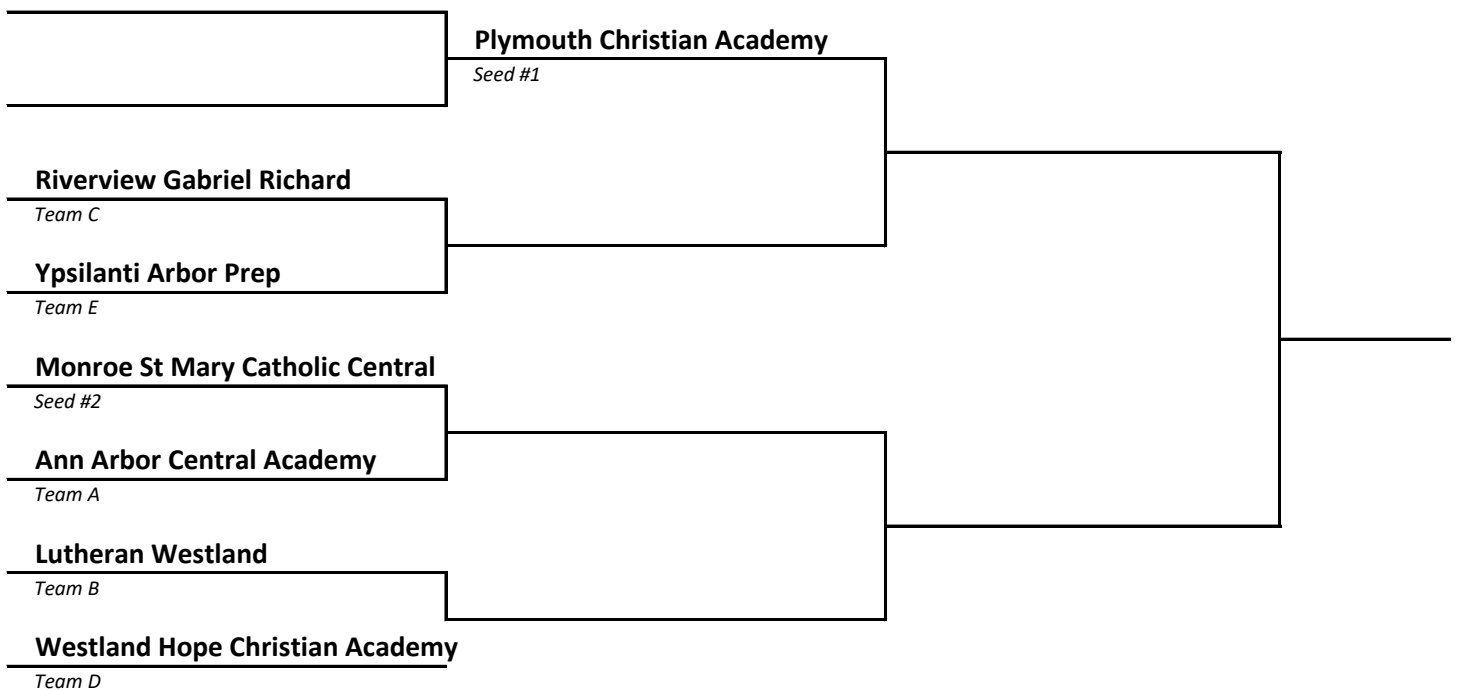 Plymouth Christian Academy
Seed #1
Riverview Gabriel Richard
Team C
Ypsilanti Arbor Prep
Team E
Monroe St Mary Catholic Central
Seed #2
Ann Arbor Central Academy
Team A
Lutheran Westland
Team B
Westland Hope Christian Academy
Team D